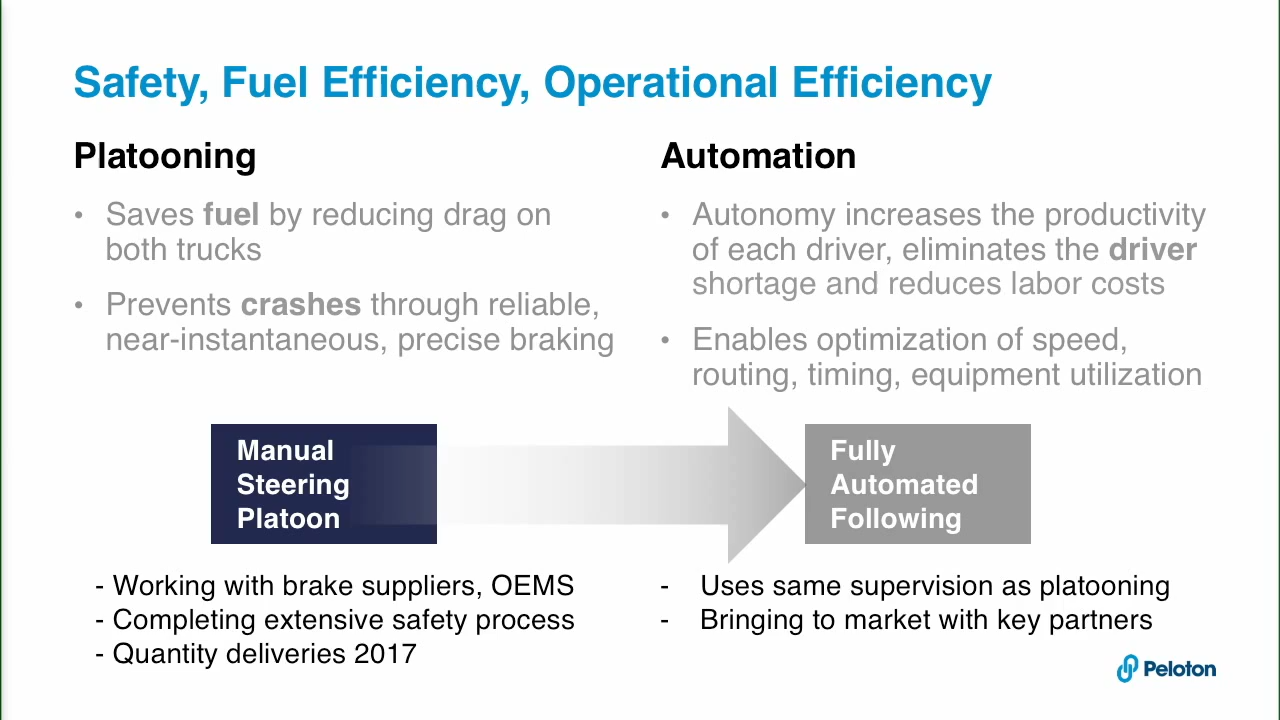 Safety, Fuel Efficiency, Operational Efficiency
Platooning
• Saves fuel by reducing drag on
both trucks
• Prevents crashes through reliable,
near-instantaneous, precise braking
Automation
• Autonomy increases the productivity
of each driver, eliminates the driver
shortage and reduces labor costs
• Enables optimization of speed,
routing, timing, equipment utilization
Manual
Steering
Platoon
Fully
Automated
Following
- Working with brake suppliers, OEMS
- Completing extensive safety process
- Quantity deliveries 2017
- Uses same supervision as platooning
- Bringing to market with key partners
Peloton